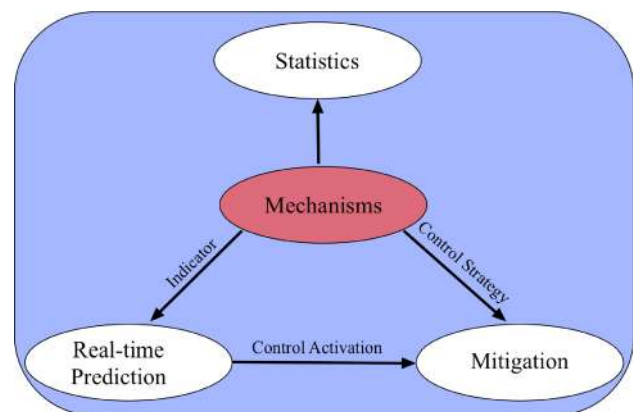 Statistics
Mechanisms
Indicator
Control Strategy
Real-time
Prediction
Control Activation
Mitigation